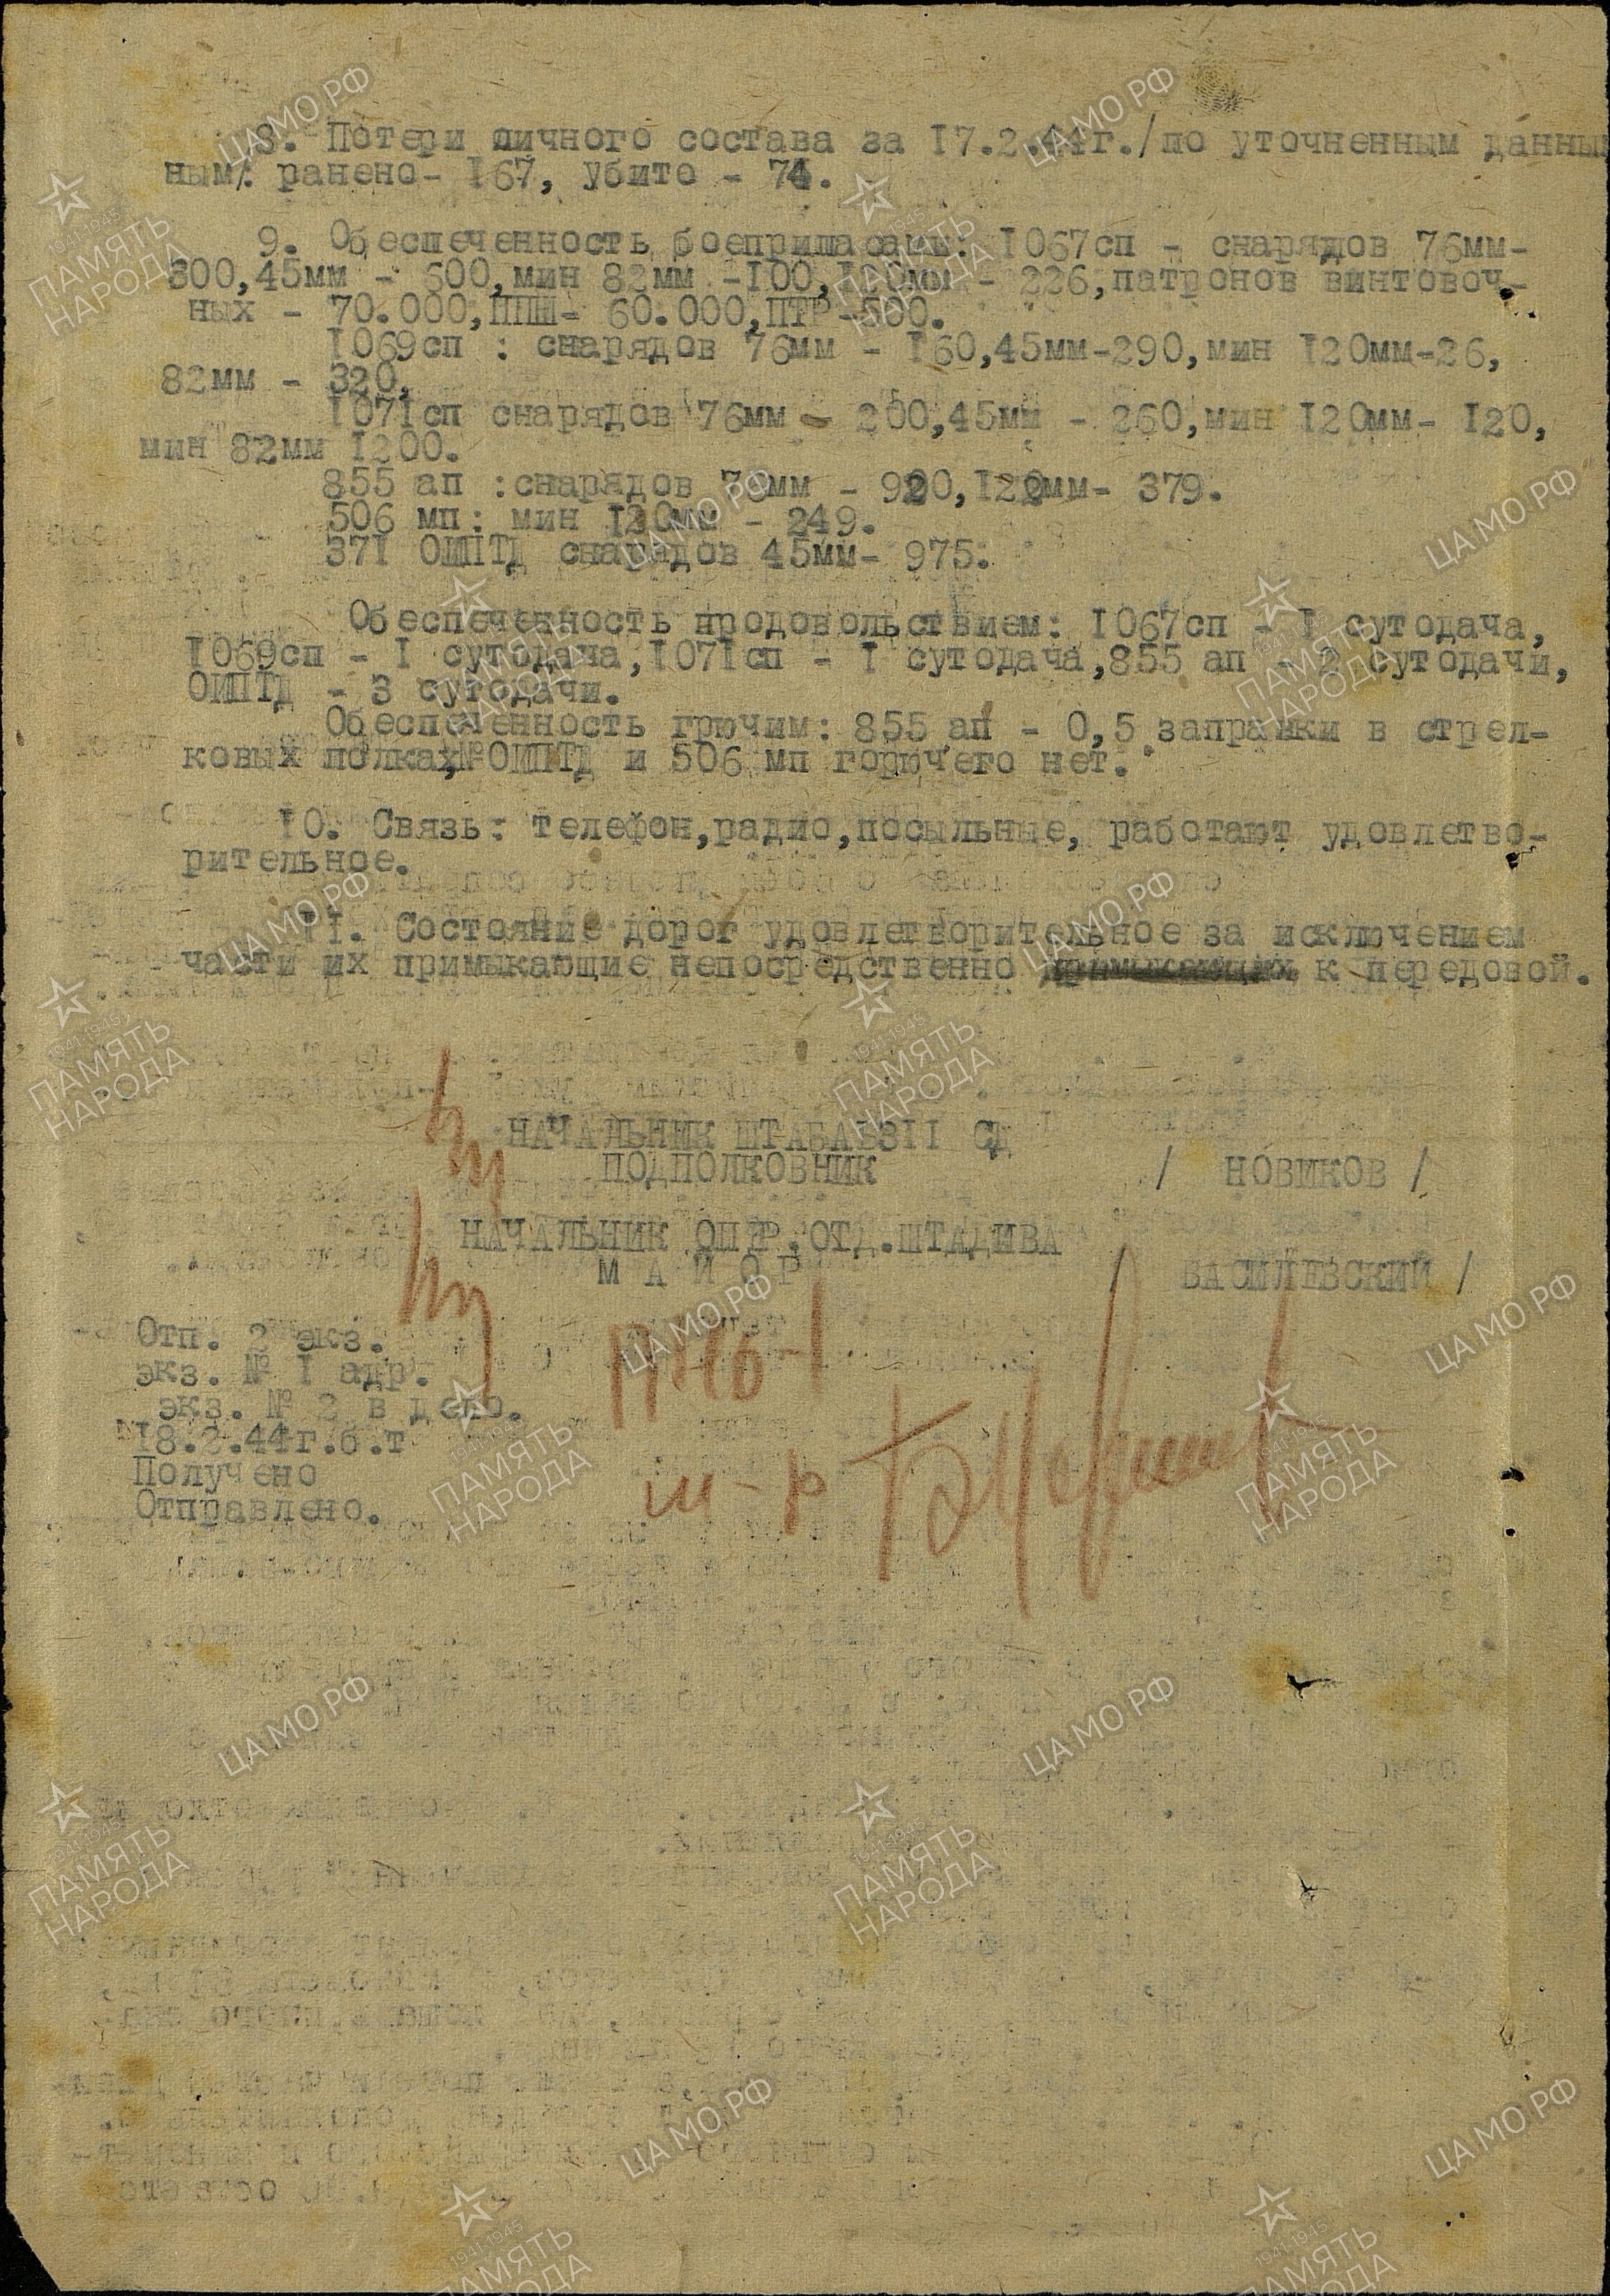 8. Потери личного состава за 17.2.44г./по уточненным данны
ным/: ранено- 167, убито - 74.
9. Обеспеченность боеприпасами: 1067сп - снарядов 76мм-
300,45мм - 600,мин 82мм -100,120мм - 226,патронов винтовоч-
ных - 70.000,ППШ- 60.000,ПТР-500.
1069сп : снарядов 76мм - 160,45мм-290,мин 120мм-26,
82мм - 320,
1071сп снарядов 76мм - 200,45мм - 260,мин 120мм- 120,
мин 82мм 1200.
855 ап :снарядов 76мм - 920,122мм- 379.
506 мп: мин 120мм - 249.
371 ОИПТД снарядов 45мм- 975.
Обеспеченность продовольствием: 1067сп - 1 сутодача,
1069сп - 1 сутодача,1071сп - 1 сутодача,855 ап - 2 сутодачи,
ОИПТД - 3 сутодачи.
Обеспеченность грючим: 855 ап - 0,5 заправки в стрел-
ковых полках, ОИПТД и 506 мп горючего нет.
10. Связь: телефон,радио,посыльные, работают удовлетво-
рительное.
11. Состояние дорог удовлетворительное за исключением
части их примыкающие непосредственно к передовой.
НАЧАЛЬНИК ШТАБА 311 СД
ПОДПОЛКОВНИК / НОВИКОВ /
НАЧАЛЬНИК ОПЕР.ОТД.ШТАДИВА
МАЙОР / ВАСИЛЕВСКИЙ /
Отп. 2 экз.
экз. № 1 адр.
экз. № 2 в дело.
18.2.44г.б.т
Получено
Отправлено.
ПНО-1
м-р